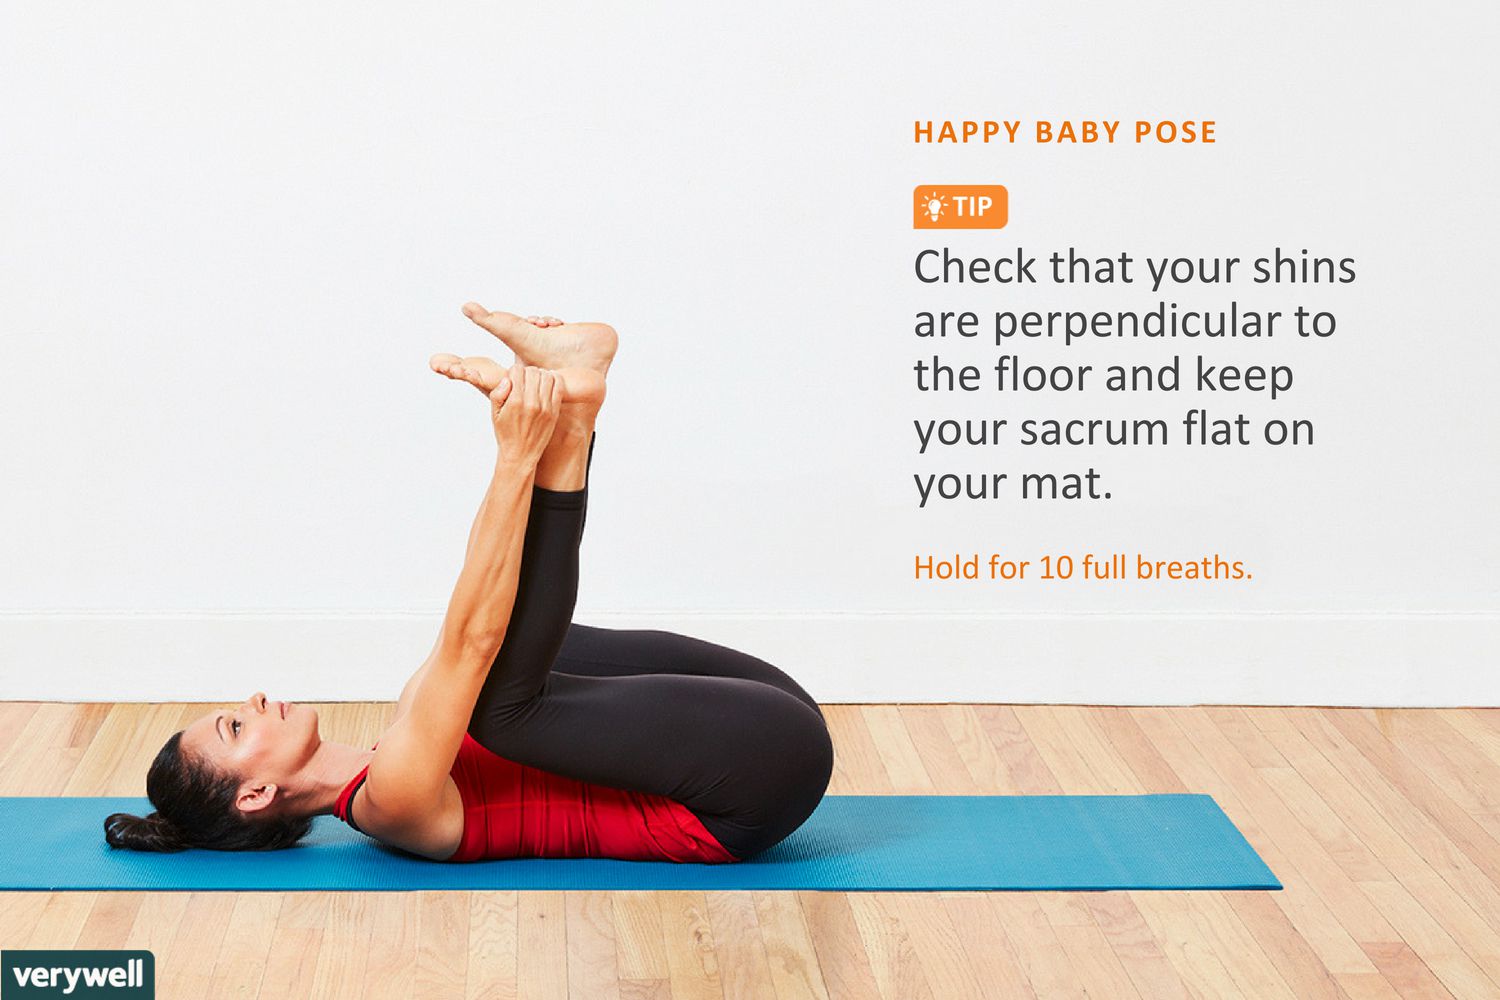 HAPPY BABY POSE
TIP
Check that your shins
are perpendicular to
the floor and keep
your sacrum flat on
your mat.
Hold for 10 full breaths.
verywell